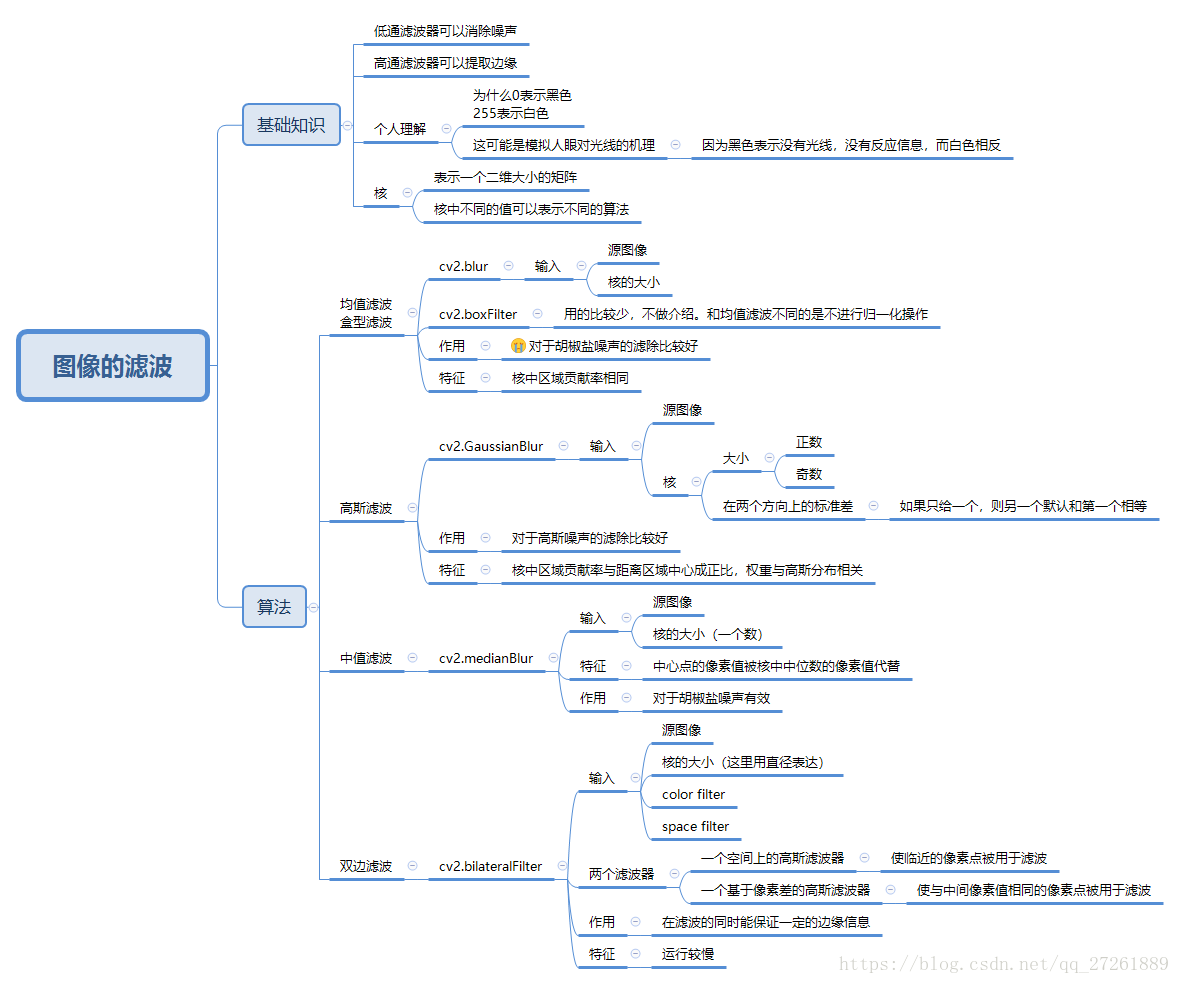 图像的滤波
基础知识
低通滤波器可以消除噪声
高通滤波器可以提取边缘
个人理解
为什么0表示黑色
255表示白色
这可能是模拟人眼对光线的机理
因为黑色表示没有光线，没有反应信息，而白色相反
核
表示一个二维大小的矩阵
核中不同的值可以表示不同的算法
算法
均值滤波
盒型滤波
cv2.blur
输入
源图像
核的大小
cv2.boxFilter
用的比较少，不做介绍。和均值滤波不同的是不进行归一化操作
作用
对于胡椒盐噪声的滤除比较好
特征
核中区域贡献率相同
高斯滤波
cv2.GaussianBlur
输入
源图像
核
大小
正数
奇数
在两个方向上的标准差
如果只给一个，则另一个默认和第一个相等
作用
对于高斯噪声的滤除比较好
特征
核中区域贡献率与距离区域中心成正比，权重与高斯分布相关
中值滤波
cv2.medianBlur
输入
源图像
核的大小（一个数）
特征
中心点的像素值被核中中位数的像素值代替
作用
对于胡椒盐噪声有效
双边滤波
cv2.bilateralFilter
输入
源图像
核的大小（这里用直径表达）
color filter
space filter
两个滤波器
一个空间上的高斯滤波器
使临近的像素点被用于滤波
一个基于像素差的高斯滤波器
使与中间像素值相同的像素点被用于滤波
作用
在滤波的同时能保证一定的边缘信息
特征
运行较慢
https://blog.csdn.net/qq_27261889